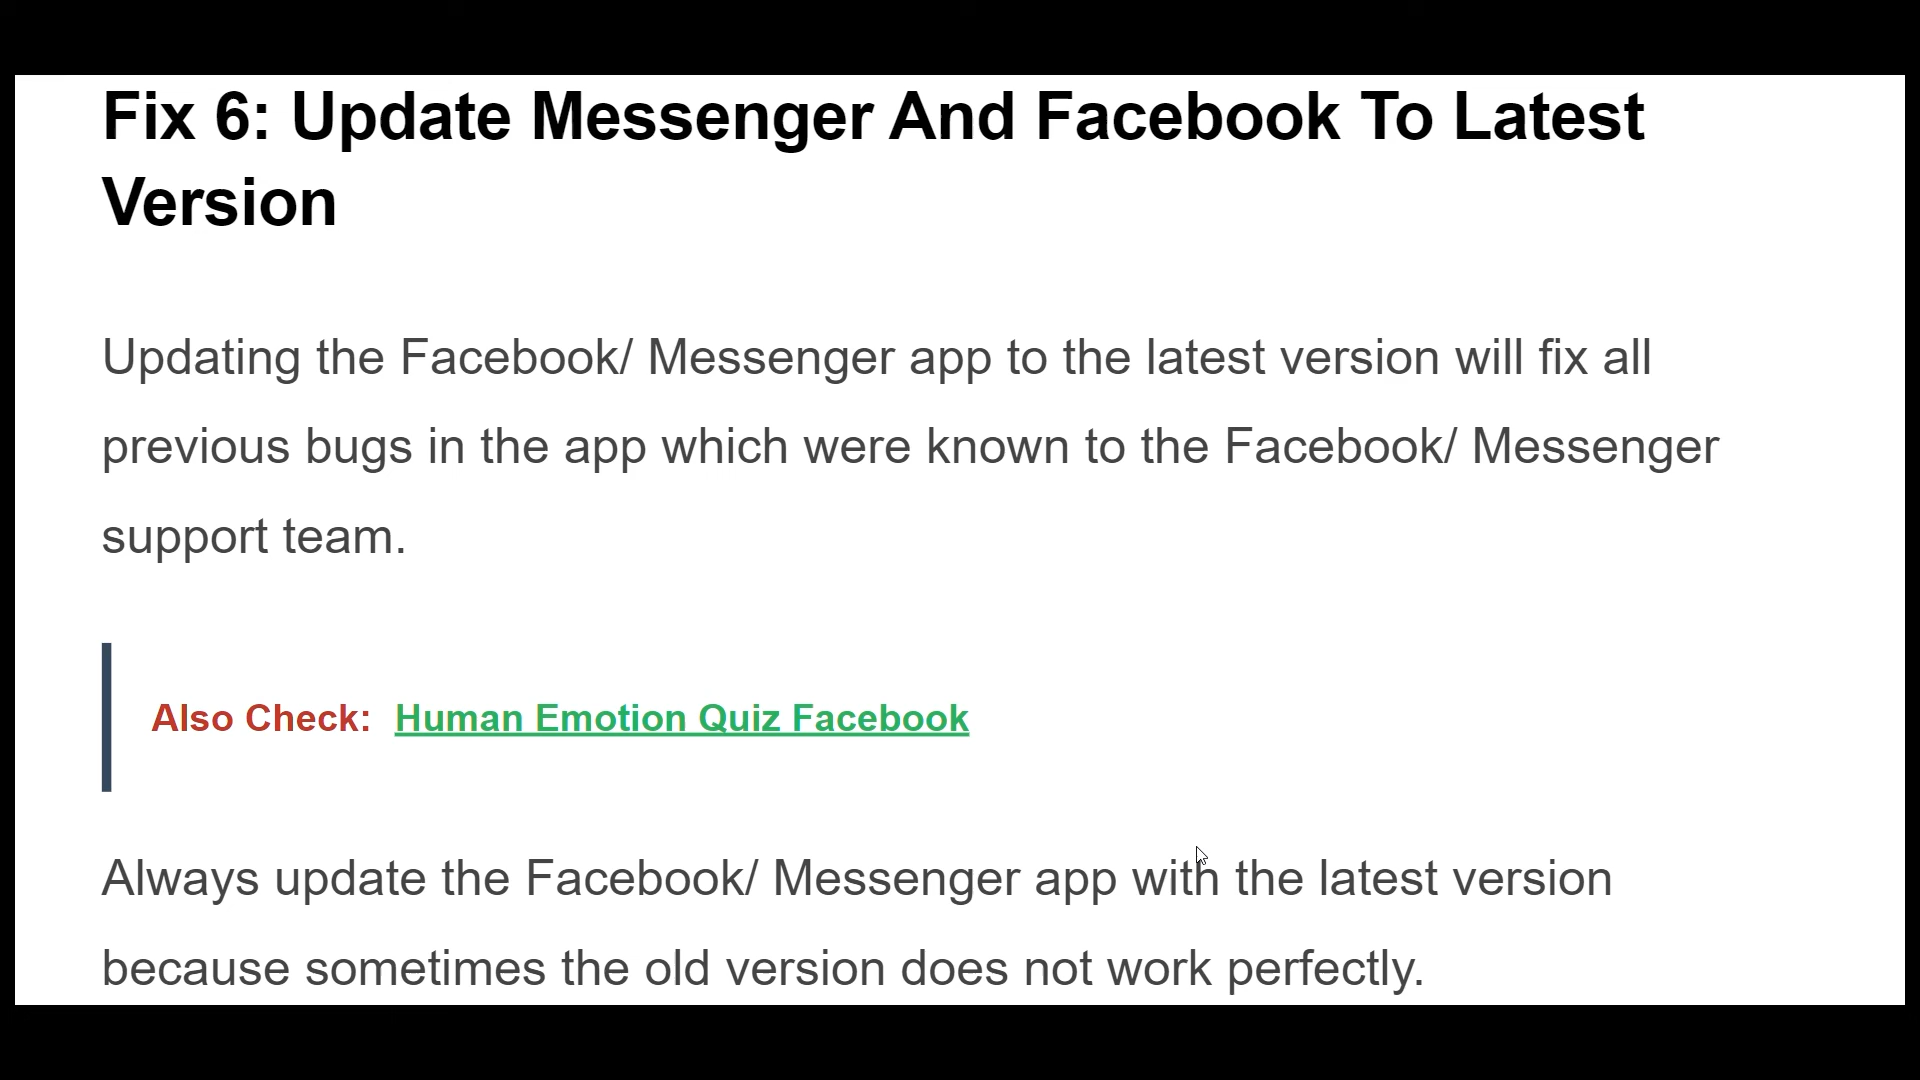 Fix 6: Update Messenger And Facebook To Latest
Version
Updating the Facebook/ Messenger app to the latest version will fix all
previous bugs in the app which were known to the Facebook/ Messenger
support team.
Also Check: Human Emotion Quiz Facebook
Always update the Facebook/ Messenger app with the latest version
because sometimes the old version does not work perfectly.